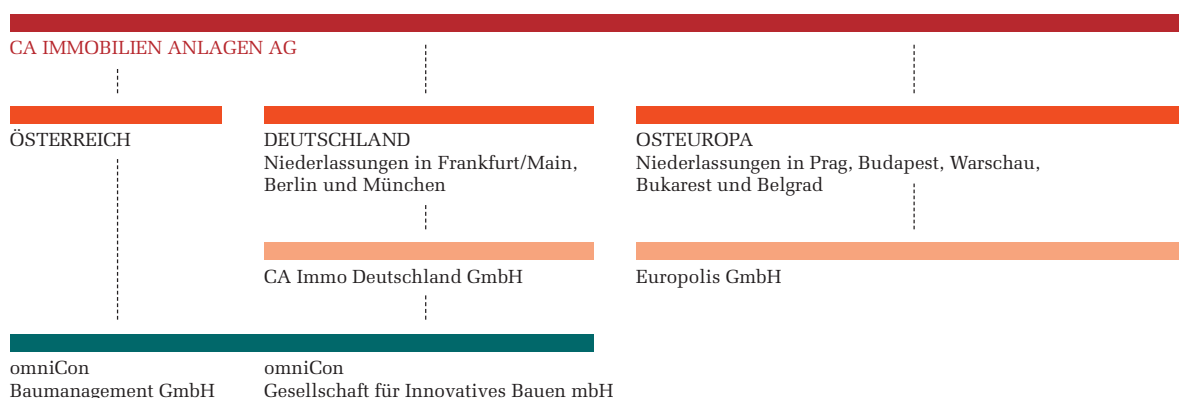 CA IMMOBILIEN ANLAGEN AG
ÖSTERREICH
DEUTSCHLAND
Niederlassungen in Frankfurt/Main,
Berlin und München
OSTEUROPA
Niederlassungen in Prag, Budapest, Warschau,
Bukarest und Belgrad
CA Immo Deutschland GmbH
Europolis GmbH
omniCon
Baumanagement GmbH
omniCon
Gesellschaft für Innovatives Bauen mbH